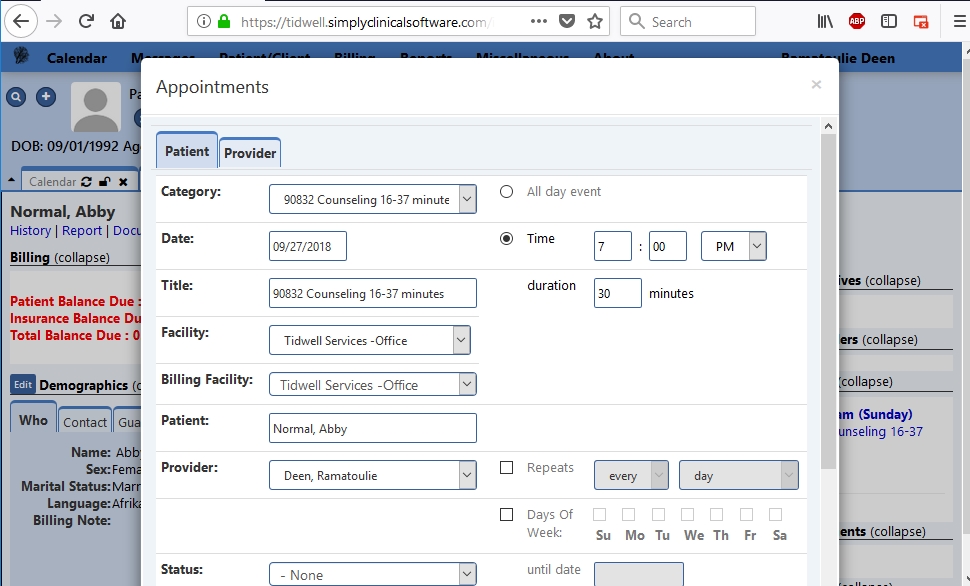 https://tidwell.simplyclinicalsoftware.com/
Search
ABP
Calendar Messages Patient/Client Billing Reports Miscellaneous About Ramatoulie Deen
Appointments
×
Pa
DOB: 09/01/1992 Age
Patient Provider
Calendar
Category: 90832 Counseling 16-37 minute All day event
Normal, Abby
History | Report | Docu
Date: 09/27/2018 Time 7 : 00 PM
Billing (collapse)
Title: 90832 Counseling 16-37 minutes duration 30 minutes
ives (collapse)
Patient Balance Due :
Insurance Balance Du
Total Balance Due : 0
Facility: Tidwell Services -Office
ers (collapse)
Billing Facility: Tidwell Services -Office
Edit Demographics (c
collapse)
Who Contact Gua
Patient: Normal, Abby
am (Sunday)
unseling 16-37
Name: Abb
Sex: Fema
Marital Status: Marr
Language: Afrika
Billing Note:
Provider: Deen, Ramatoulie Repeats every day
Days Of
Week:
Su Mo Tu We Th Fr Sa
ents (collapse)
Status: - None until date